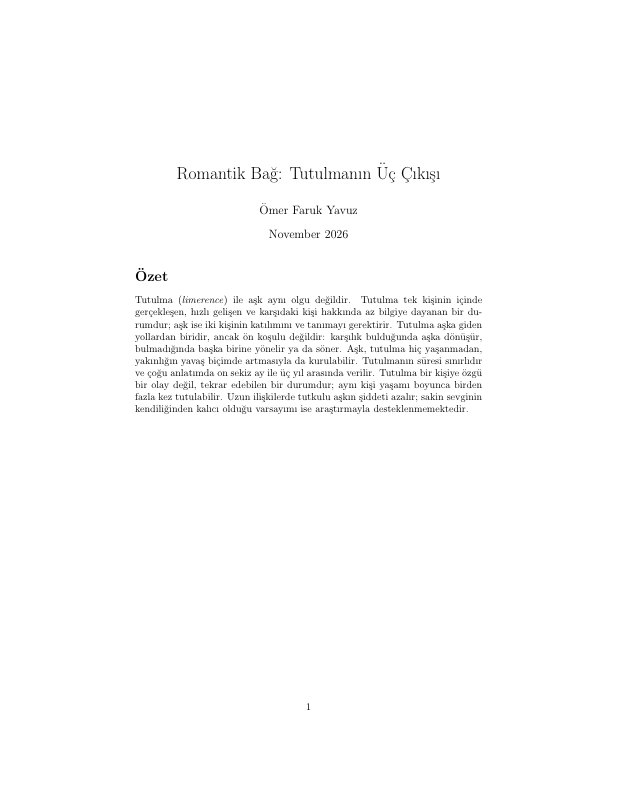 Romantik Bağ: Tutulmanın Üç Çıkışı
Ömer Faruk Yavuz
November 2026
Özet
Tutulma (limerence) ile aşk aynı olgu değildir. Tutulma tek kişinin içinde
gerçekleşen, hızlı gelişen ve karşıdaki kişi hakkında az bilgiye dayanan bir du-
rumdur; aşk ise iki kişinin katılımını ve tanımayı gerektirir. Tutulma aşka giden
yollardan biridir, ancak ön koşulu değildir: karşılık bulduğunda aşka dönüşür,
bulmadığında başka birine yönelir ya da söner. Aşk, tutulma hiç yaşanmadan,
yakınlığın yavaş biçimde artmasıyla da kurulabilir. Tutulmanın süresi sınırlıdır
ve çoğu anlatımda on sekiz ay ile üç yıl arasında verilir. Tutulma bir kişiye özgü
bir olay değil, tekrar edebilen bir durumdur; aynı kişi yaşamı boyunca birden
fazla kez tutulabilir. Uzun ilişkilerde tutkulu aşkın şiddeti azalır; sakin sevginin
kendiliğinden kalıcı olduğu varsayımı ise araştırmayla desteklenmemektedir.
1